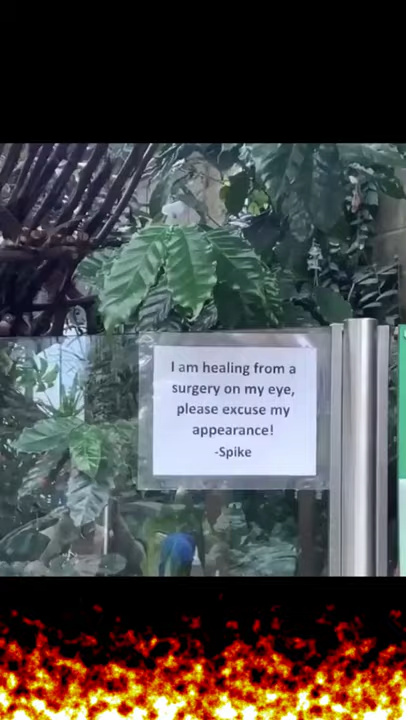 I am healing from a
surgery on my eye,
please excuse my
appearance!
-Spike